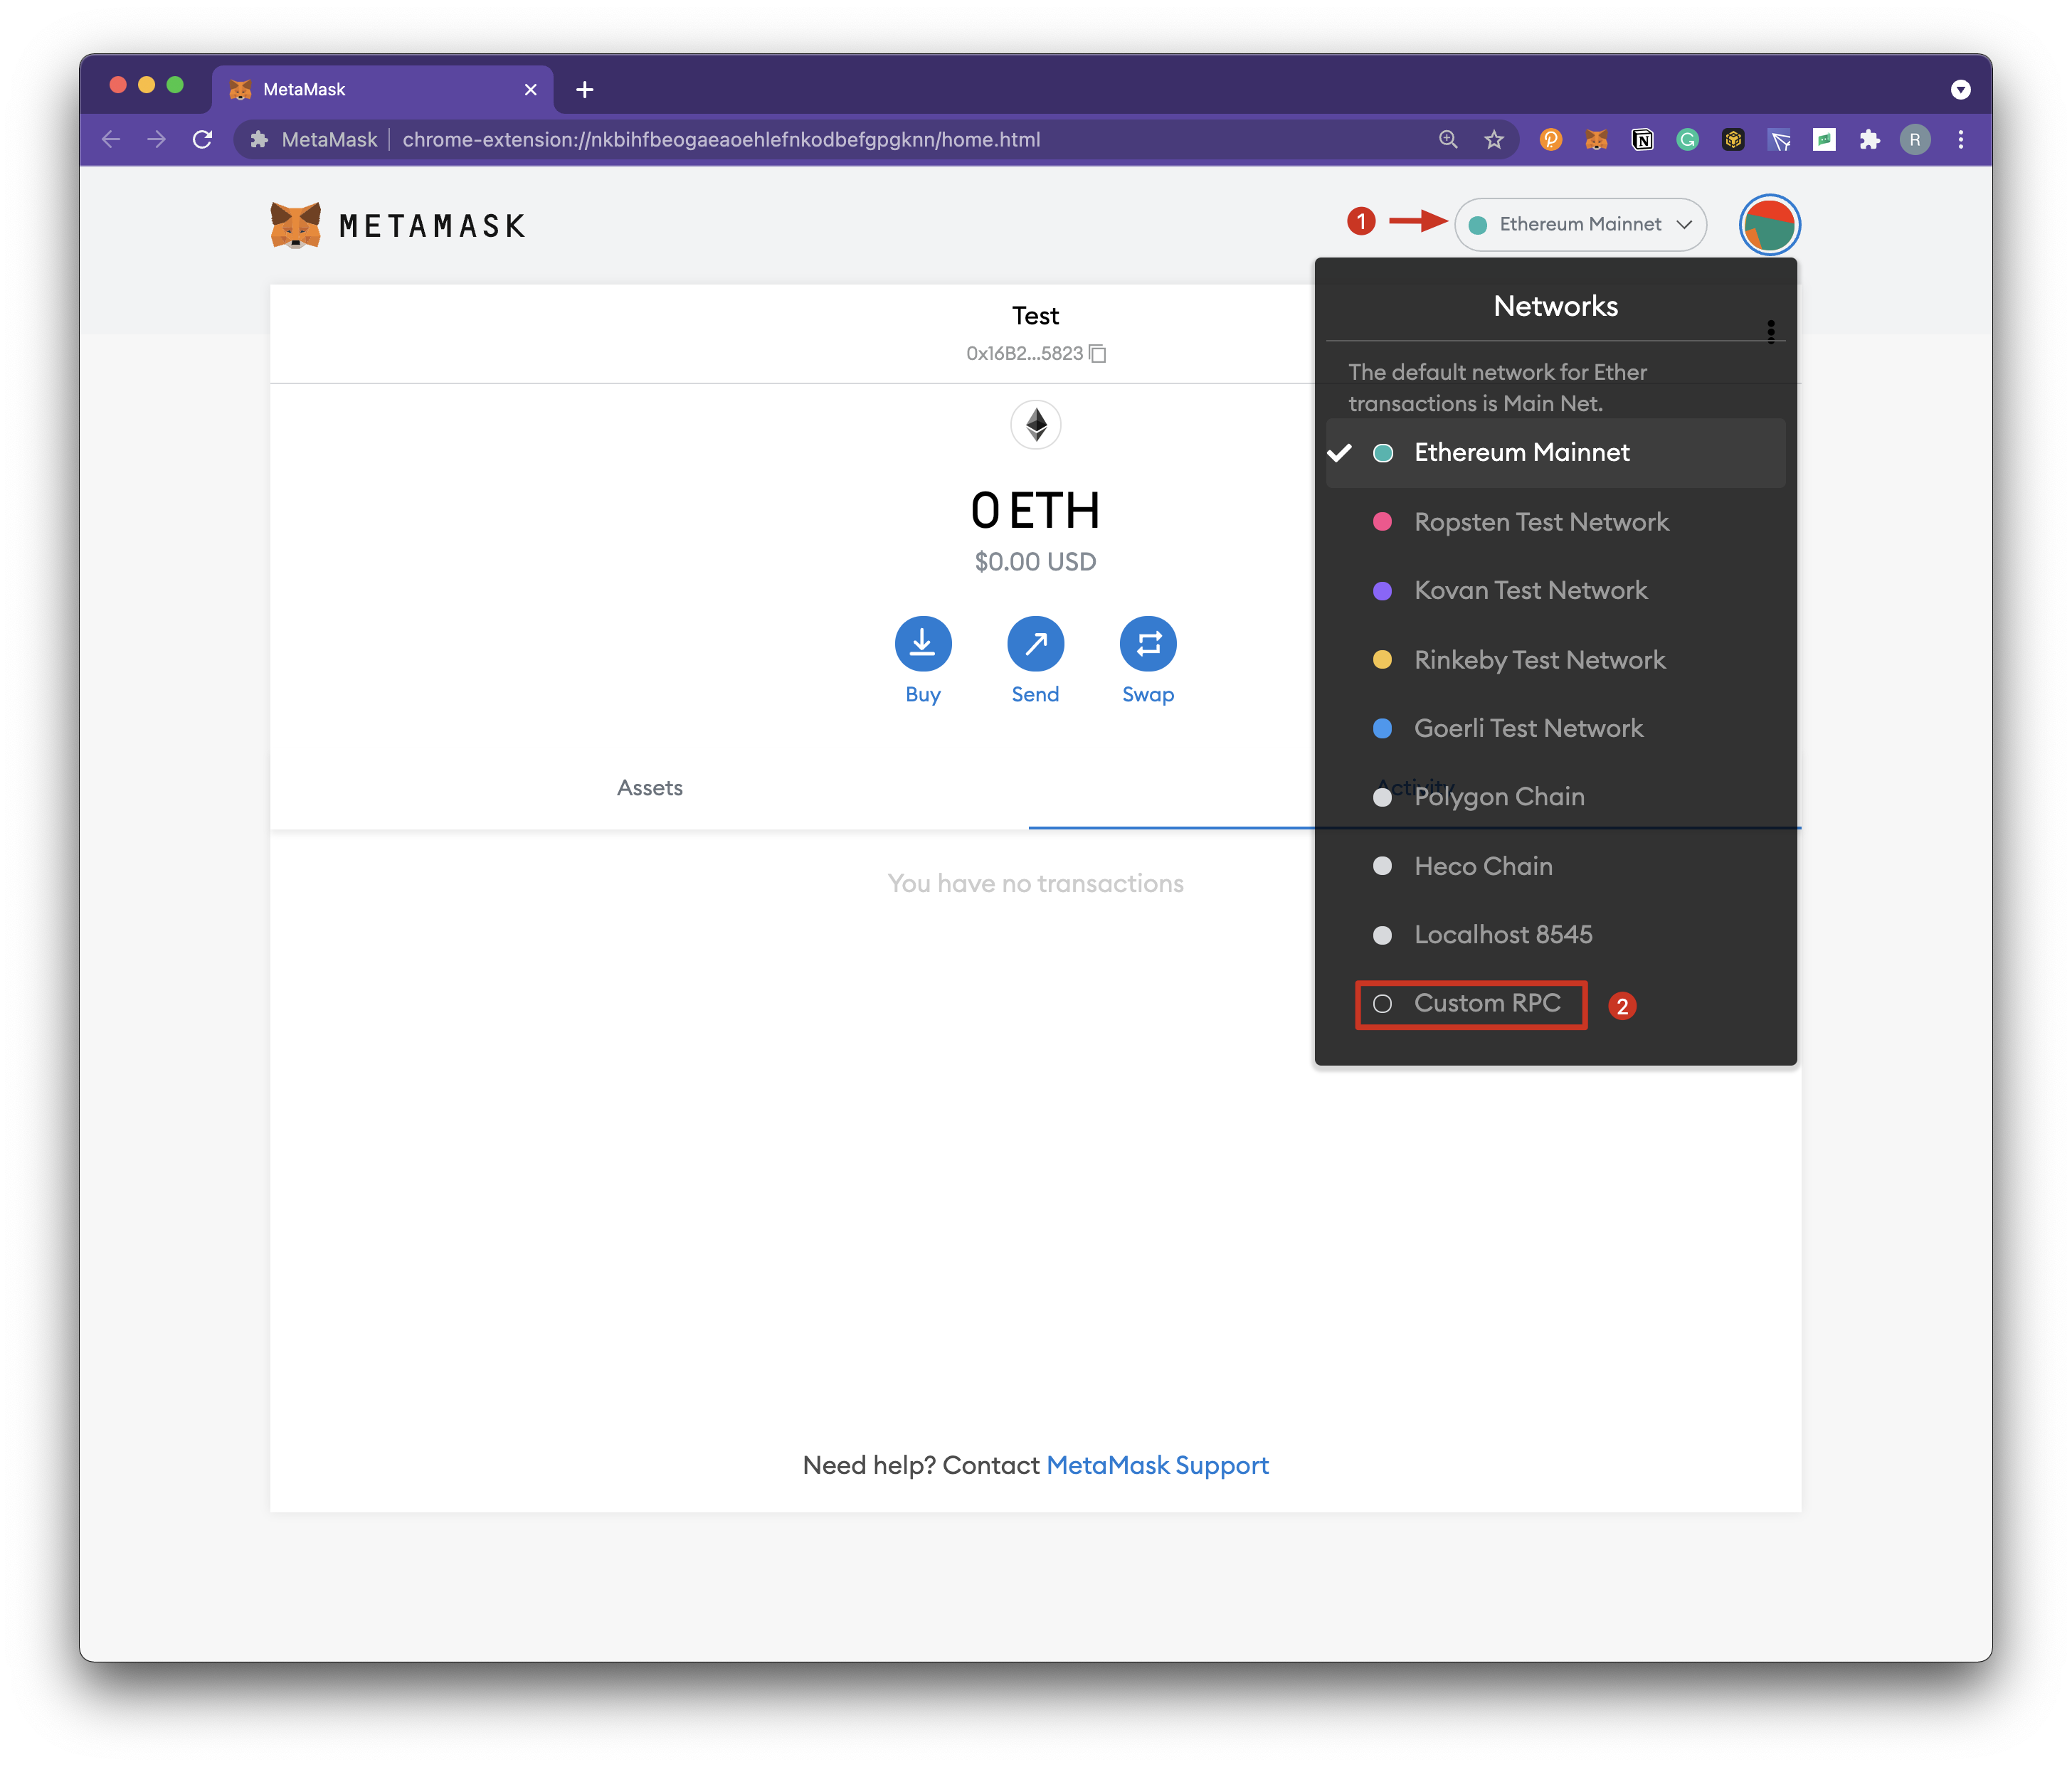 MetaMask
MetaMask
chrome-extension://nkbihfbeogaeaoehlefnkodbefgpgknn/home.html
R
METAMASK
1
Ethereum Mainnet
Test
0x16B2...5823
0 ETH
$0.00 USD
Buy
Send
Swap
Assets
Activity
You have no transactions
Networks
The default network for Ether
transactions is Main Net.
Ethereum Mainnet
Ropsten Test Network
Kovan Test Network
Rinkeby Test Network
Goerli Test Network
Polygon Chain
Heco Chain
Localhost 8545
Custom RPC
2
Need help? Contact MetaMask Support